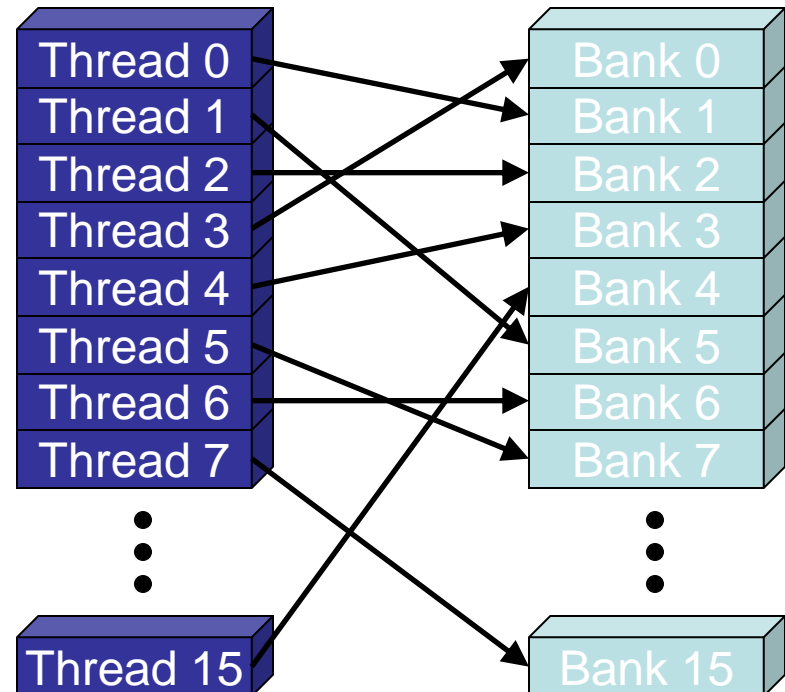 Thread 0
Thread 1
Thread 2
Thread 3
Thread 4
Thread 5
Thread 6
Thread 7
Thread 15
Bank 0
Bank 1
Bank 2
Bank 3
Bank 4
Bank 5
Bank 6
Bank 7
Bank 15